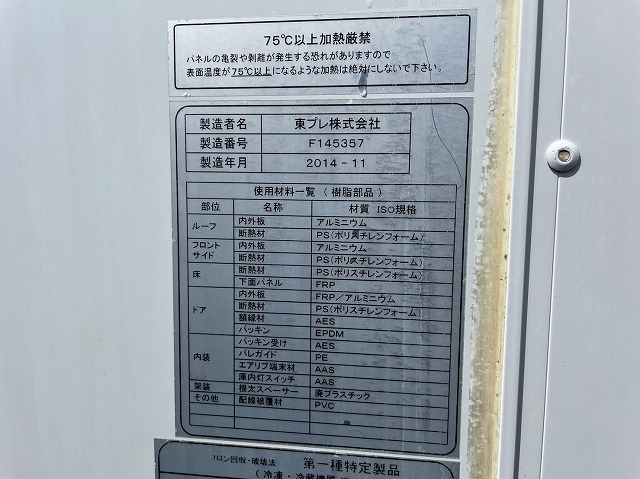 75℃以上加熱厳禁
パネルの亀裂や剥離が発生する恐れがありますので
表面温度が75℃以上になるような加熱は絶対にしないで下さい。
製造者名 東プレ株式会社
製造番号 F145357
製造年月 2014-11
使用材料一覧(樹脂部品)
部位 名称 材質 ISO規格
ルーフ 内外板 アルミニウム
断熱材 PS(ポリスチレンフォーム)
フロント サイド 内外板 アルミニウム
断熱材 PS(ポリスチレンフォーム)
床 断熱材 PS(ポリスチレンフォーム)
下面パネル FRP
ドア 内外板 FRP/アルミニウム
断熱材 PS(ポリスチレンフォーム)
額縁材 AES
パッキン EPDM
内装 パッキン受け AES
パレガイド PE
エアリブ端末材 AAS
庫内灯スイッチ AAS
架装 根太スペーサー 廃プラスチック
その他 配線被覆材 PVC
フロン回収・破壊法 第一種特定製品
(冷凍・冷蔵機器